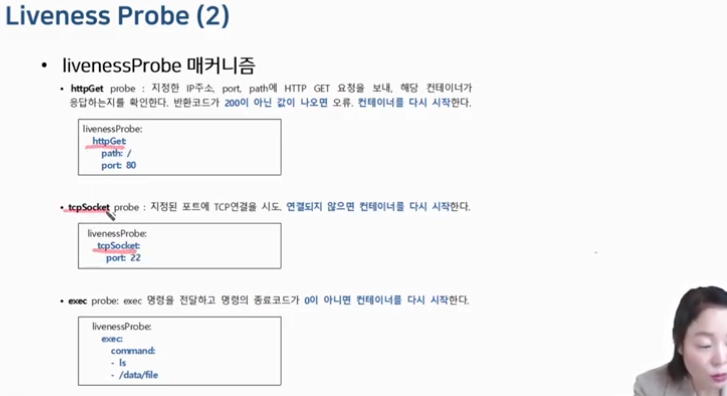 Liveness Probe (2)
• livenessProbe 매커니즘
• httpGet probe : 지정한 IP주소, port, path에 HTTP GET 요청을 보내, 해당 컨테이너가
응답하는지를 확인한다. 반환코드가 200이 아닌 값이 나오면 오류. 컨테이너를 다시 시작한다.
livenessProbe:
httpGet:
path: /
port: 80
• tcpSocket probe : 지정된 포트에 TCP연결을 시도. 연결되지 않으면 컨테이너를 다시 시작한다.
livenessProbe:
tcpSocket:
port: 22
• exec probe: exec 명령을 전달하고 명령의 종료코드가 0이 아니면 컨테이너를 다시 시작한다.
livenessProbe:
exec:
command:
- ls
- /data/file